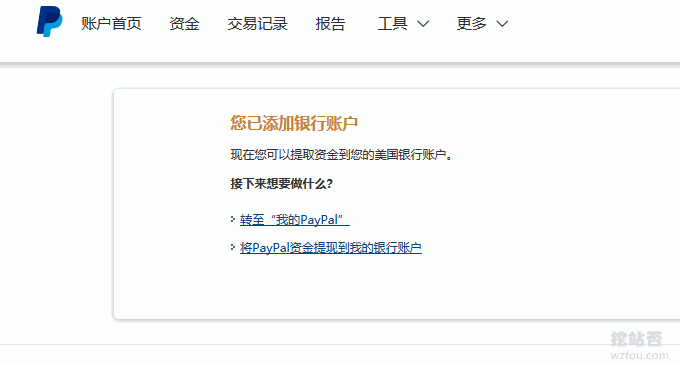 账户首页 资金 交易记录 报告 工具 更多
您已添加银行账户
现在您可以提取资金到您的美国银行账户。
接下来想要做什么?
转至“我的PayPal”
将PayPal资金提现到我的银行账户
挖站否
wzfou.com